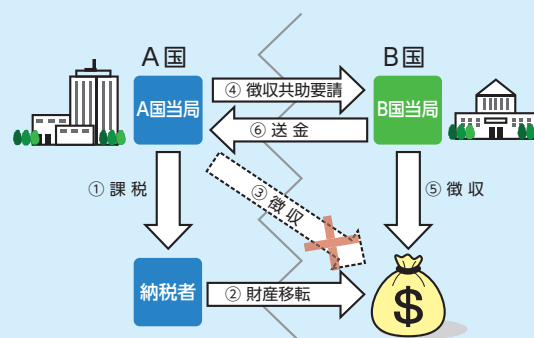 A国
B国
A国当局
④ 徴収共助要請
B国当局
⑥ 送 金
① 課 税
③ 徴 収
⑤ 徴 収
納税者
② 財産移転
$